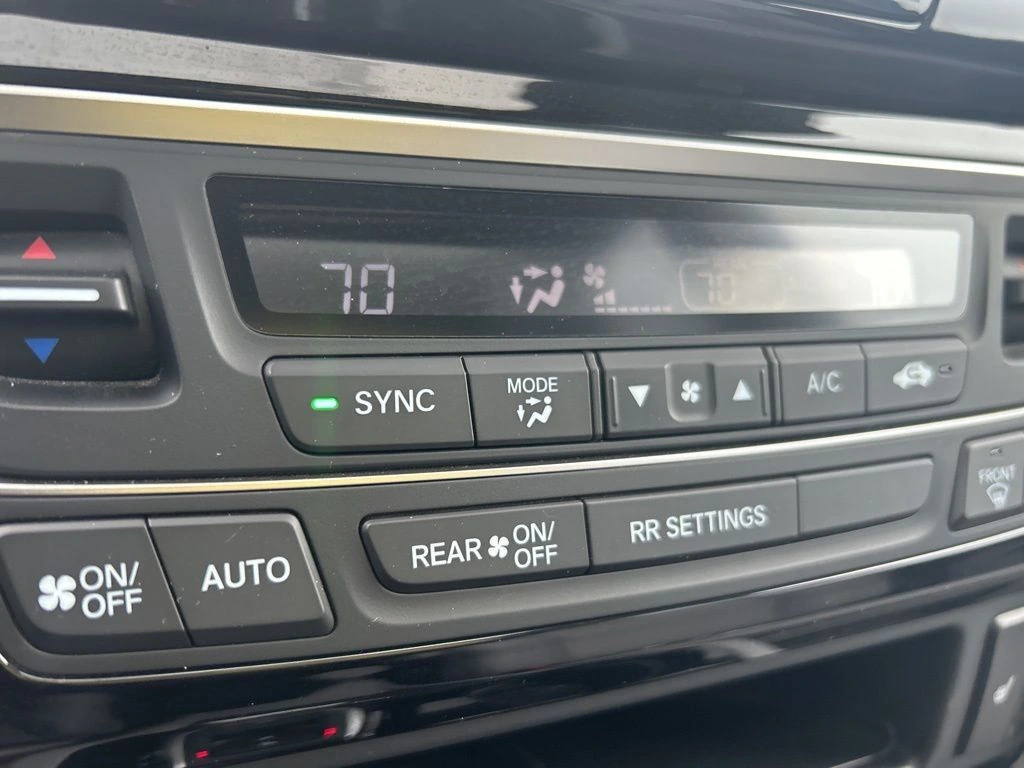 70
70
SYNC
MODE
A/C
FRONT
ON/
OFF
AUTO
REAR ON/
OFF
RR SETTINGS